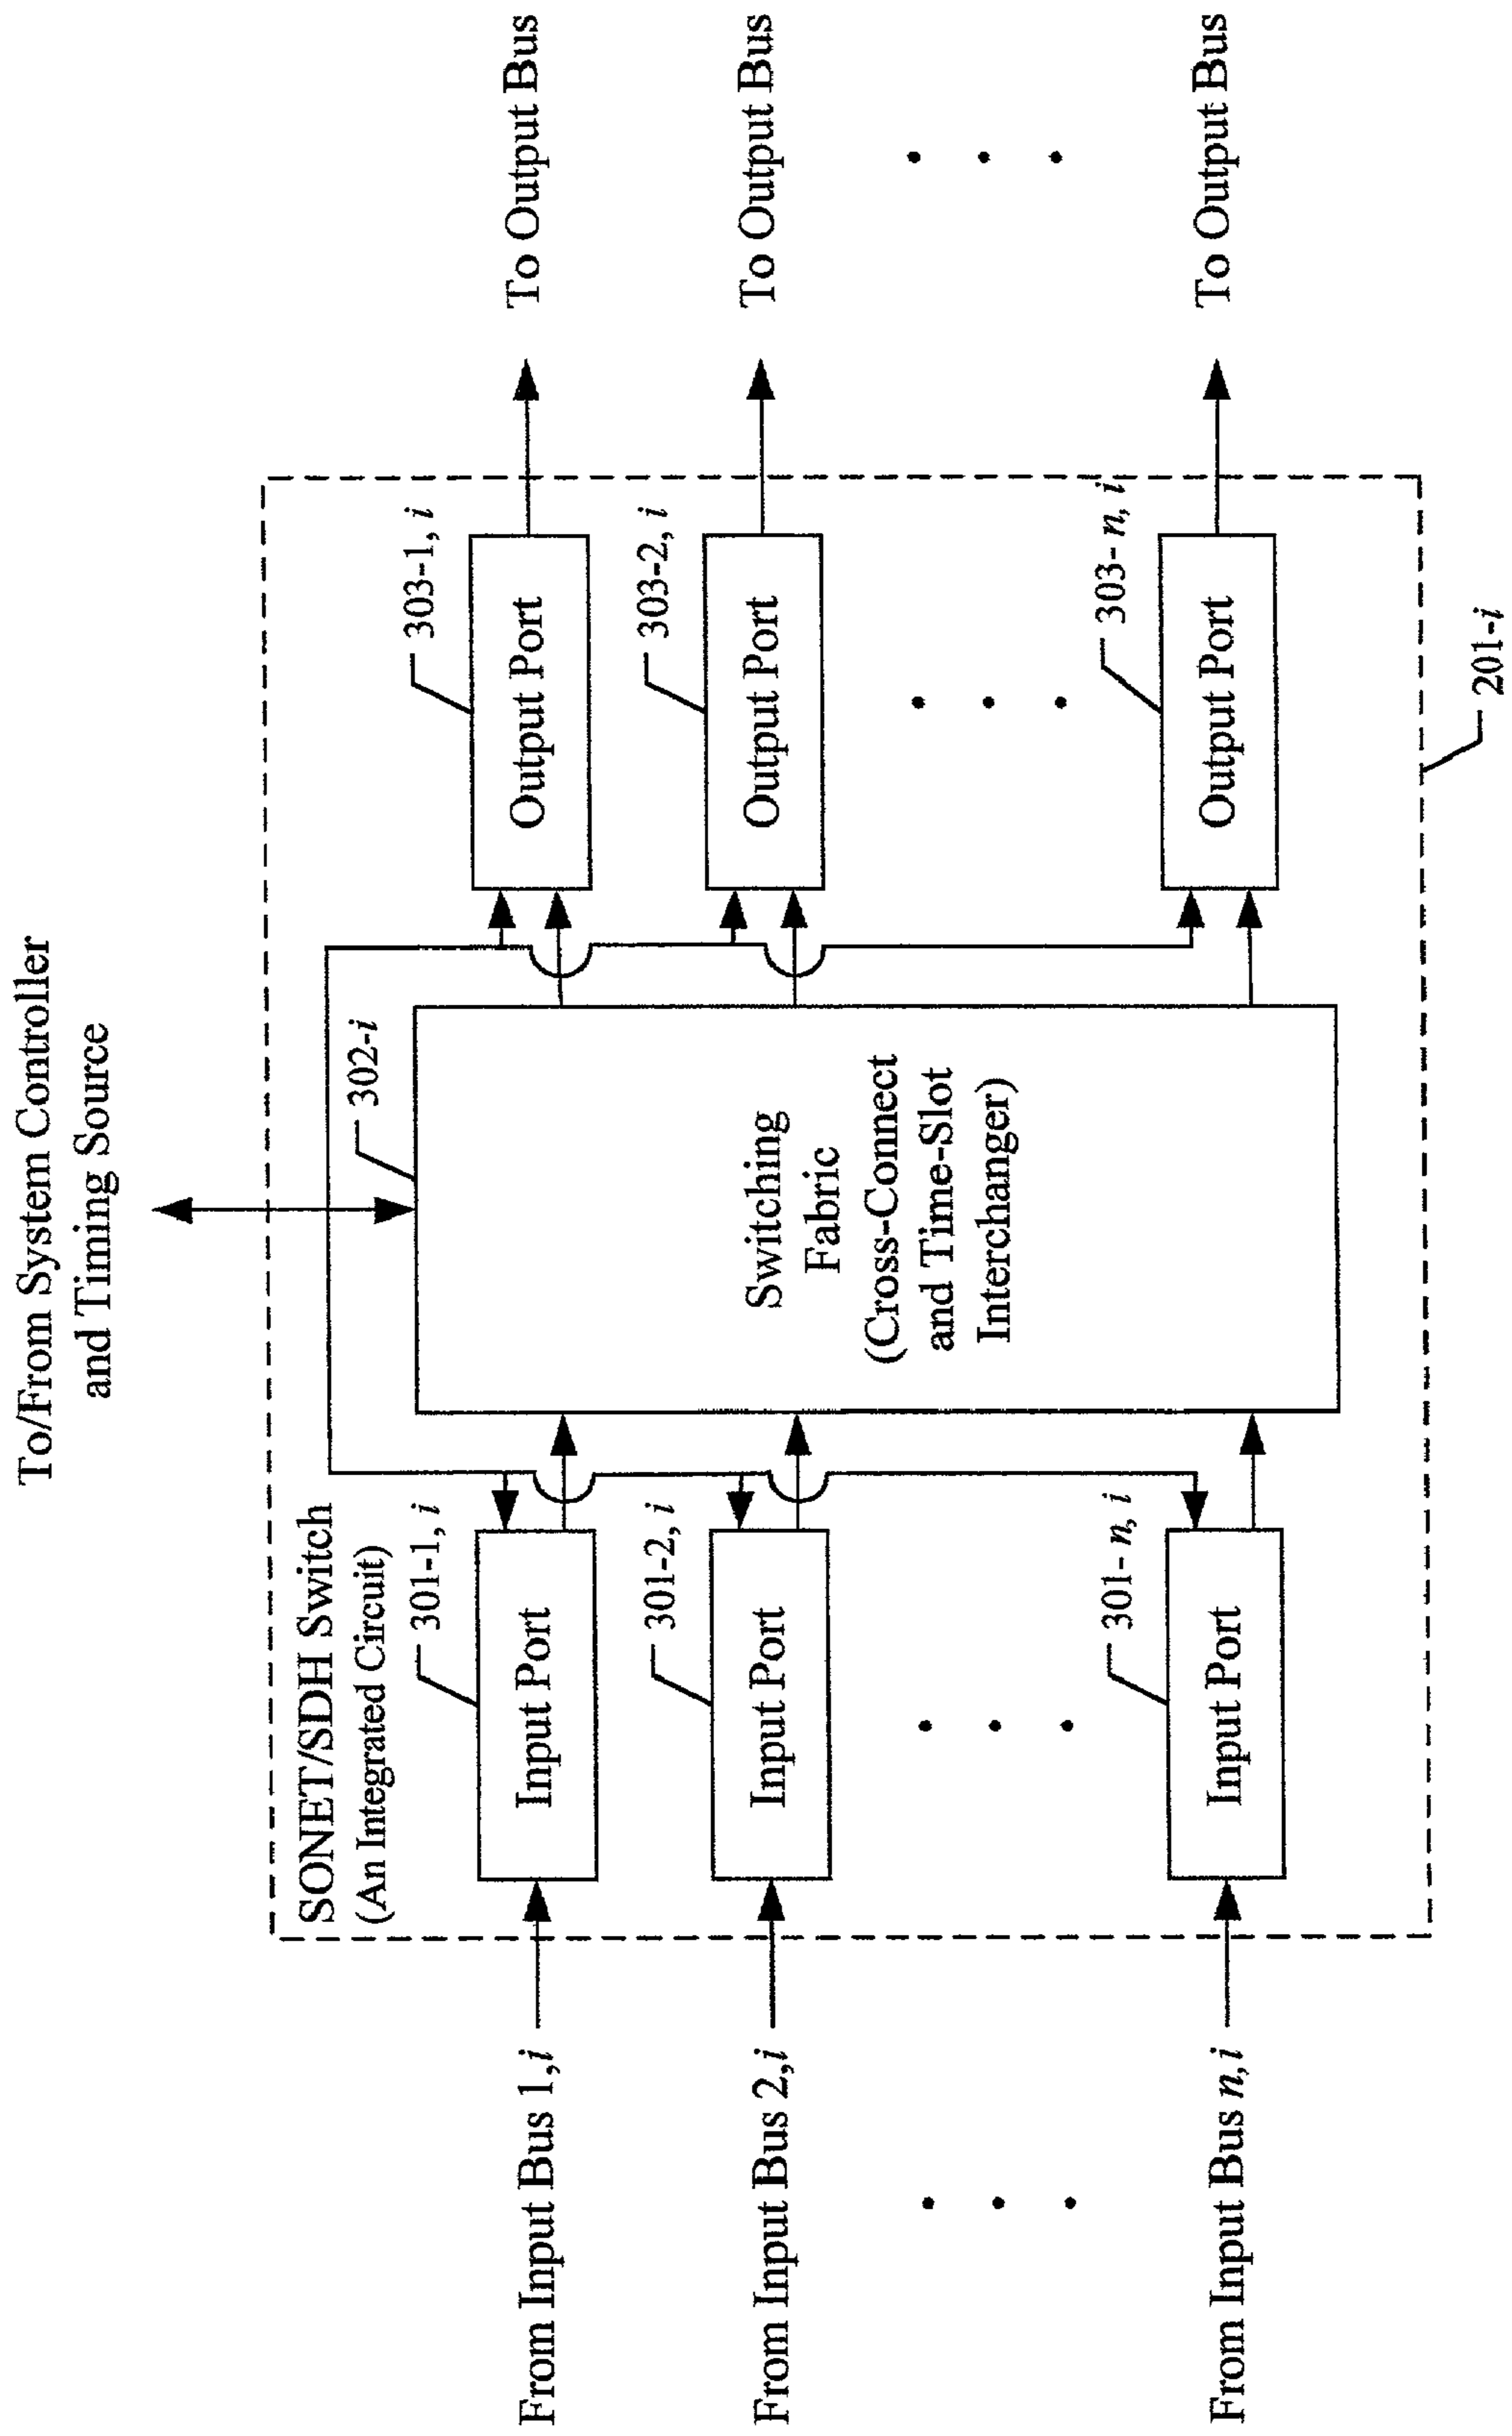 To/From System Controller
and Timing Source
SONET/SDH Switch
(An Integrated Circuit)
302-i
301-1, i
303-1, i
From Input Bus 1,i
Input Port
Output Port
To Output Bus
301-2, i
303-2, i
From Input Bus 2,i
Input Port
Switching
Fabric
(Cross-Connect
and Time-Slot
Interchanger)
Output Port
To Output Bus
301- n, i
303- n, i
From Input Bus n,i
Input Port
Output Port
To Output Bus
201-i